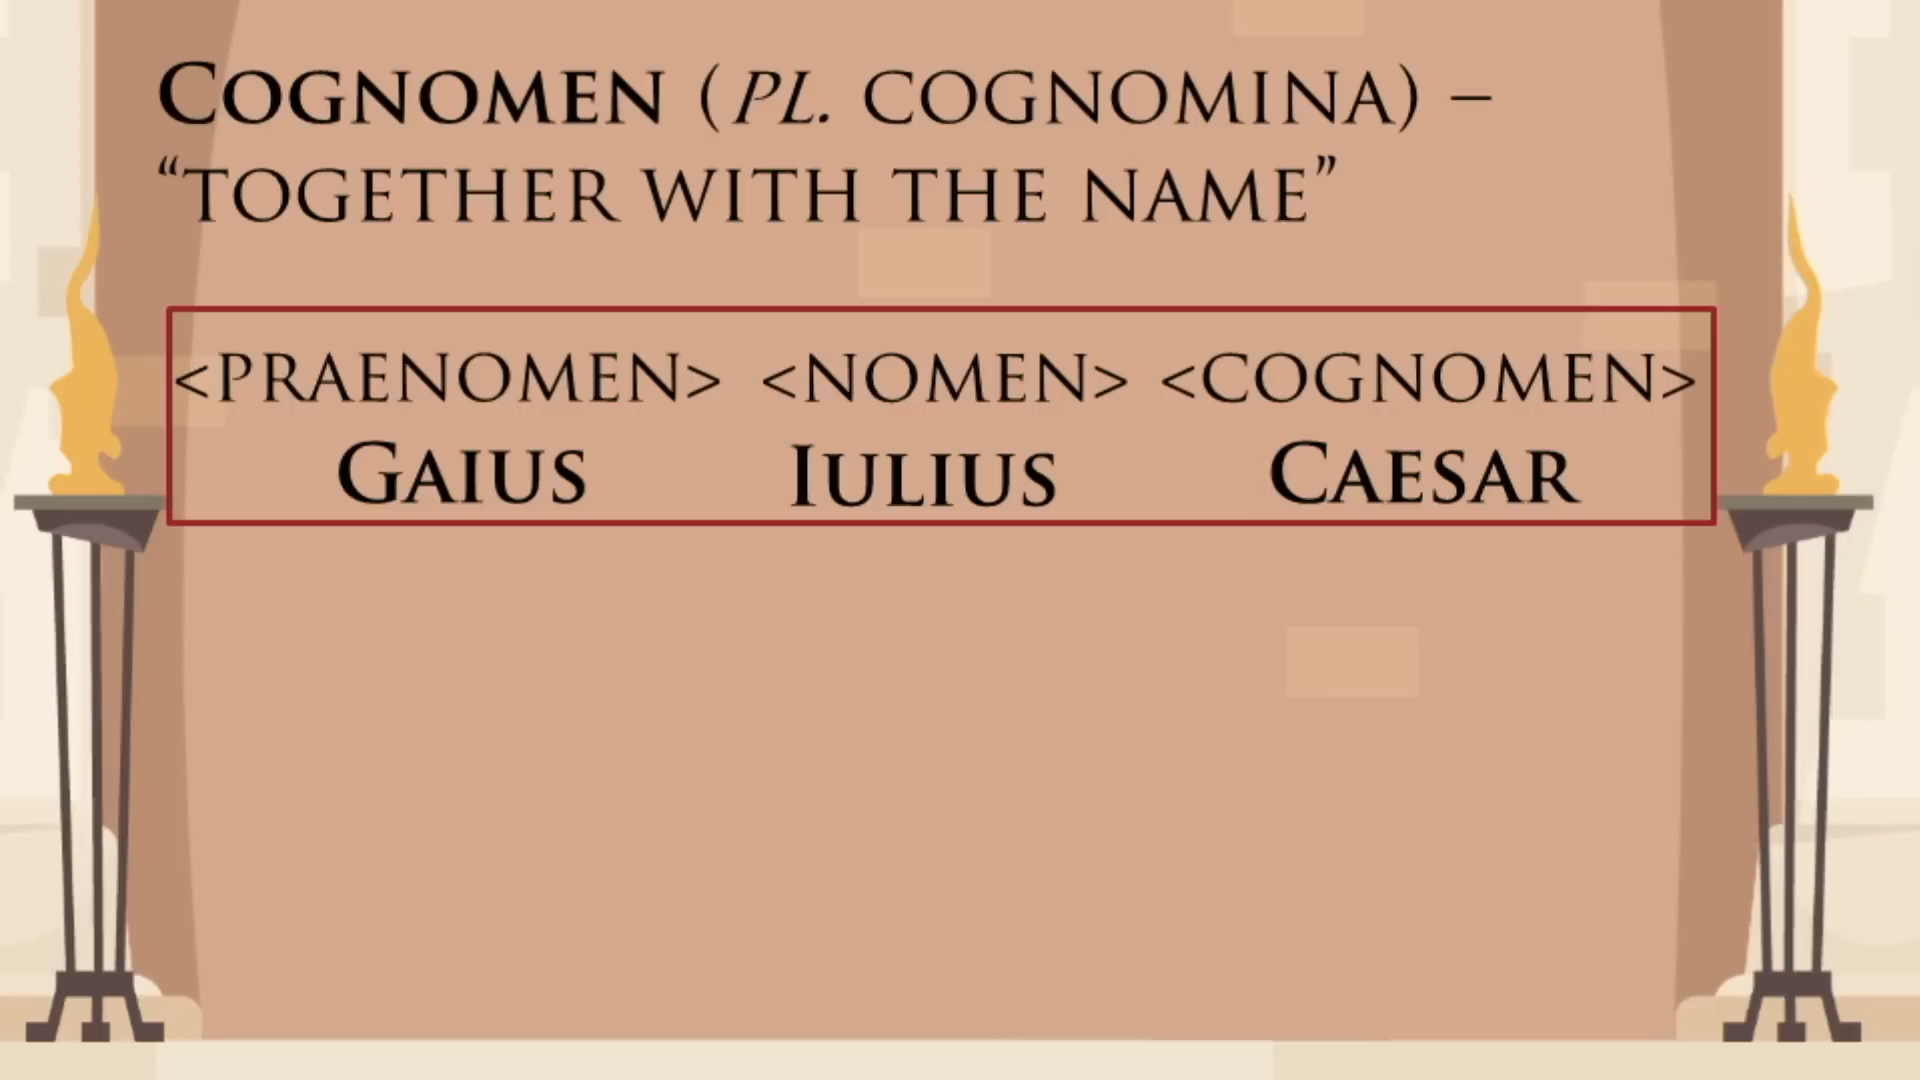 Cognomen (pl. cognomina) –
“together with the name”
<praenomen> <nomen> <cognomen>
Gaius Iulius Caesar